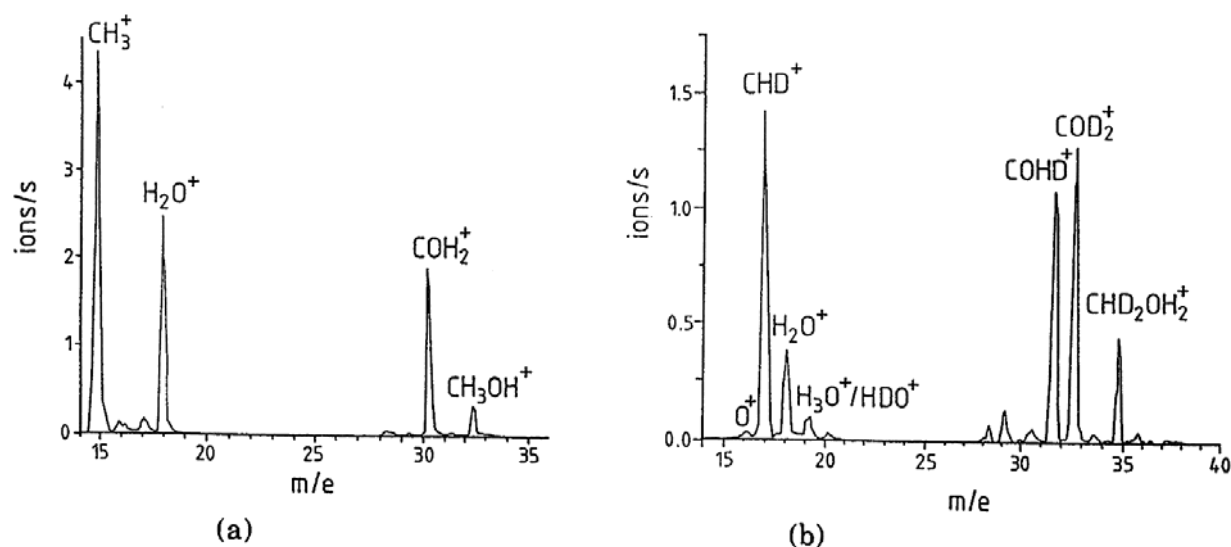 CH₃⁺
H₂O⁺
COH₂⁺
CH₃OH⁺
ions/s
4
3
2
1
0
15
20
25
30
35
m/e
(a)
CHD⁺
COD₂⁺
COHD⁺
H₂O⁺
CHD₂OH₂⁺
O⁺
H₃O⁺/HDO⁺
ions/s
1.5
1.0
0.5
0.0
15
20
25
30
35
40
m/e
(b)